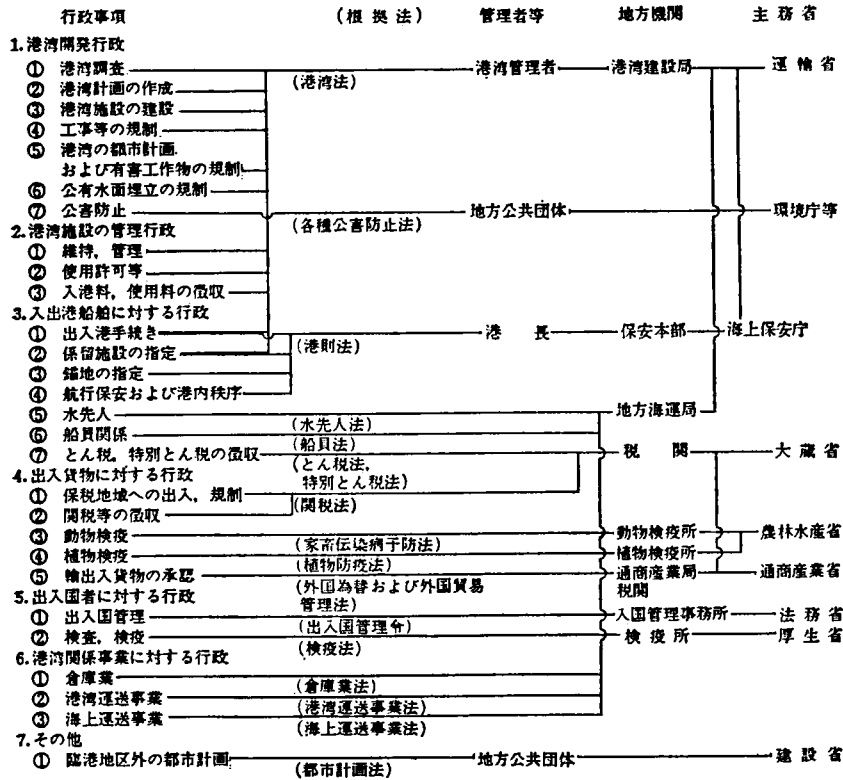 行政事項 (根拠法) 管理者等 地方機関 主務省
1.港湾開発行政
① 港湾調査 港湾管理者 港湾建設局 運輸省
(港湾法)
② 港湾計画の作成
③ 港湾施設の建設
④ 工事等の規制
⑤ 港湾の都市計画
および有害工作物の規制
⑥ 公有水面埋立の規制
⑦ 公害防止 地方公共団体 環境庁等
(各種公害防止法)
2.港湾施設の管理行政
① 維持,管理
② 使用許可等
③ 入港料,使用料の徴収
3.入出港船舶に対する行政
① 出入港手続き 港長 保安本部 海上保安庁
(港則法)
② 係留施設の指定
③ 錨地の指定
④ 航行保安および港内秩序
⑤ 水先人 地方海運局
(水先人法)
⑥ 船員関係
(船員法)
⑦ とん税,特別とん税の徴収 税関 大蔵省
(とん税法,
特別とん税法)
4.出入貨物に対する行政
① 保税地域への出入,規制
(関税法)
② 関税等の徴収
③ 動物検疫 動物検疫所 農林水産省
(家畜伝染病予防法)
④ 植物検疫 植物検疫所
(植物防疫法)
⑤ 輸出入貨物の承認 通商産業局 通商産業省
(外国為替および外国貿易 税関
管理法)
5.出入国者に対する行政
① 出入国管理 入国管理事務所 法務省
(出入国管理令)
② 検査,検疫 検疫所 厚生省
(検疫法)
6.港湾関係事業に対する行政
① 倉庫業
(倉庫業法)
② 港湾運送事業
(港湾運送事業法)
③ 海上運送事業
(海上運送事業法)
7.その他
① 臨港地区外の都市計画 地方公共団体 建設省
(都市計画法)